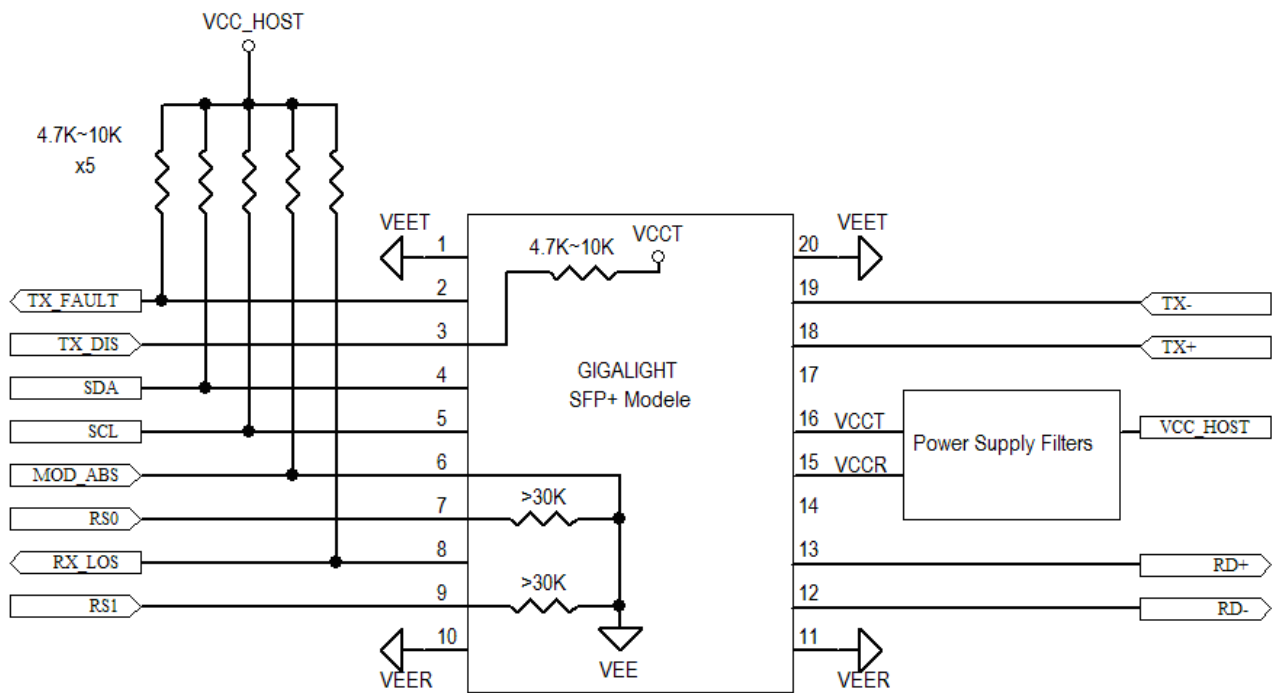 VCC_HOST
4.7K~10K
x5
VEET
1
4.7K~10K
VCCT
20
VEET
TX_FAULT
2
19
TX-
TX_DIS
3
18
TX+
SDA
4
GIGALIGHT
SFP+ Modele
17
SCL
5
16
VCCT
Power Supply Filters
VCC_HOST
MOD_ABS
6
15
VCCR
RS0
7
>30K
14
RX_LOS
8
13
RD+
RS1
9
>30K
12
RD-
10
VEER
VEE
11
VEER